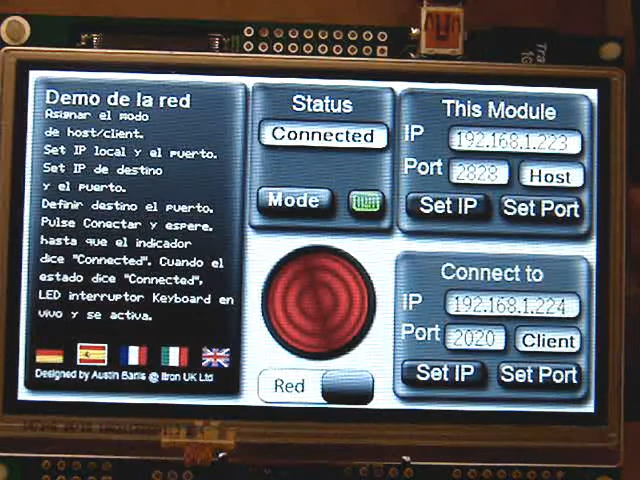 Demo de la red
Asignar el modo
de host/client.
Set IP local y el puerto.
Set IP de destino
y el puerto.
Definir destino el puerto.
Pulse Conectar y espere.
hasta que el indicador
dice "Connected". Cuando el
estado dice "Connected",
LED interruptor Keyboard en
vivo y se activa.
Designed by Austin Banks @ Itron UK Ltd
Status
Connected
Mode
Red
This Module
IP 192.168.1.223
Port 2828 Host
Set IP Set Port
Connect to
IP 192.168.1.224
Port 2020 Client
Set IP Set Port